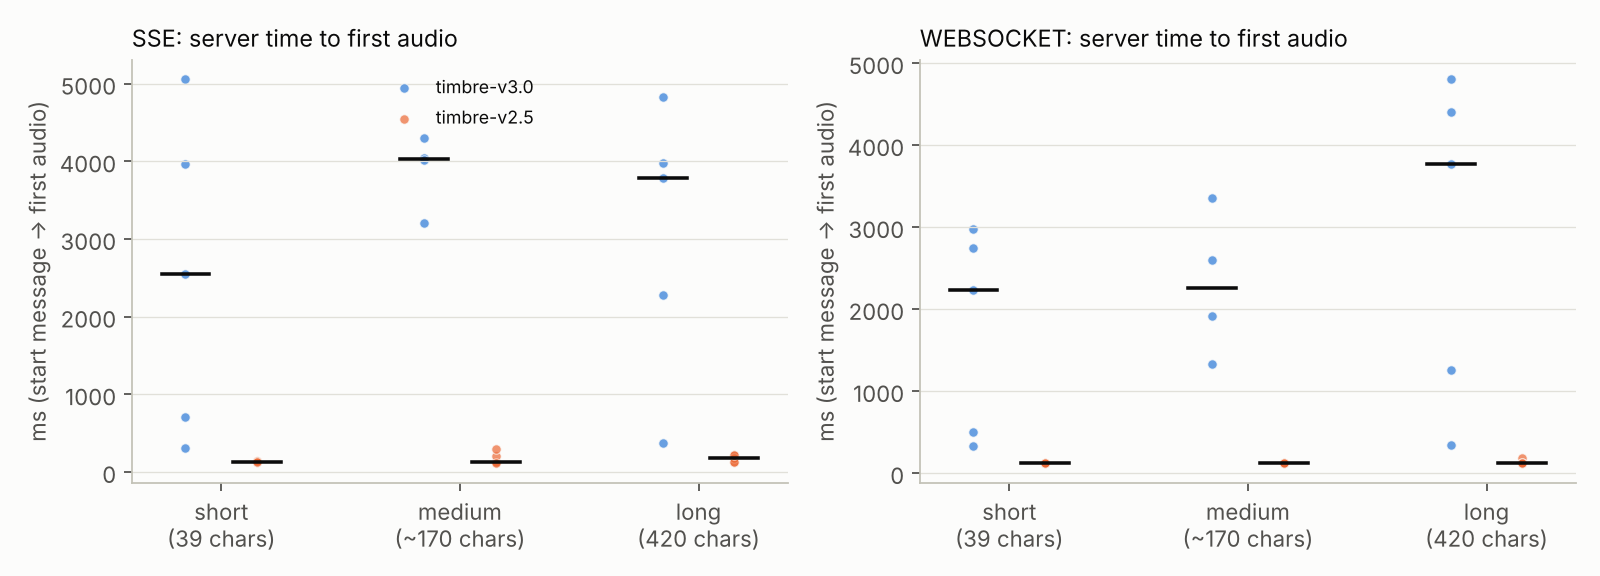 SSE: server time to first audio
ms (start message → first audio)
5000
4000
3000
2000
1000
0
timbre-v3.0
timbre-v2.5
short
(39 chars)
medium
(~170 chars)
long
(420 chars)
WEBSOCKET: server time to first audio
ms (start message → first audio)
5000
4000
3000
2000
1000
0
short
(39 chars)
medium
(~170 chars)
long
(420 chars)